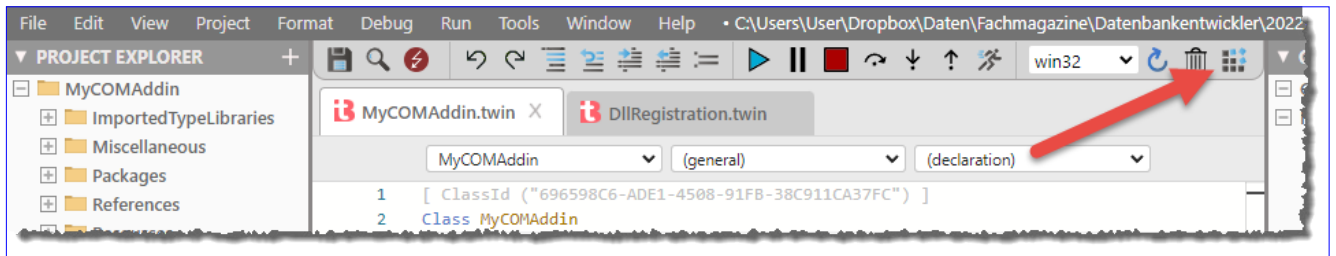 File Edit View Project Format Debug Run Tools Window Help • C:\Users\User\Dropbox\Daten\Fachmagazine\Datenbankentwickler\2022
▼ PROJECT EXPLORER +
win32
MyCOMAddin
ImportedTypeLibraries
Miscellaneous
Packages
References
MyCOMAddin.twin X
DllRegistration.twin
MyCOMAddin
(general)
(declaration)
1 [ ClassId ("696598C6-ADE1-4508-91FB-38C911CA37FC") ]
2 Class MyCOMAddin